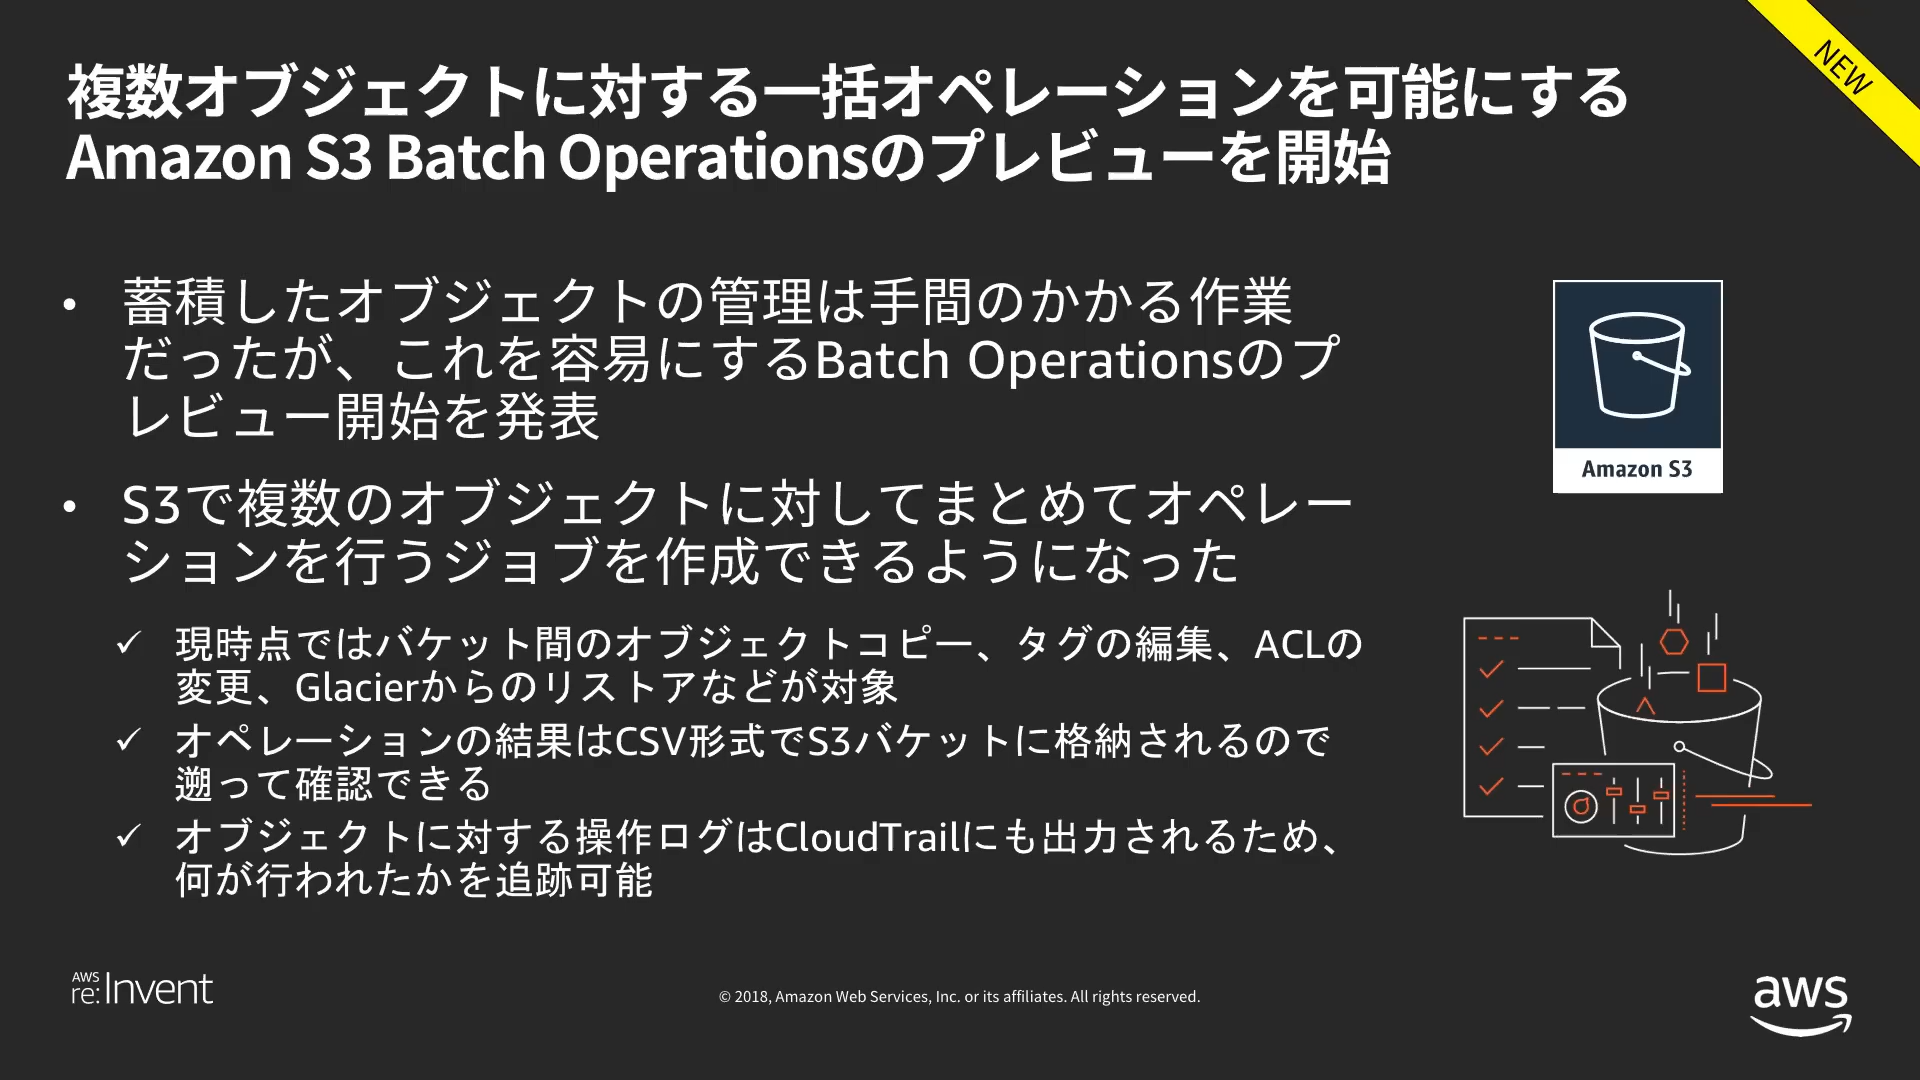 NEW
複数オブジェクトに対する一括オペレーションを可能にする
Amazon S3 Batch Operationsのプレビューを開始
• 蓄積したオブジェクトの管理は手間のかかる作業
だったが、これを容易にするBatch Operationsのプ
レビュー開始を発表
• S3で複数のオブジェクトに対してまとめてオペレー
ションを行うジョブを作成できるようになった
✓ 現時点ではバケット間のオブジェクトコピー、タグの編集、ACLの
変更、Glacierからのリストアなどが対象
✓ オペレーションの結果はCSV形式でS3バケットに格納されるので
遡って確認できる
✓ オブジェクトに対する操作ログはCloudTrailにも出力されるため、
何が行われたかを追跡可能
Amazon S3
AWS
re:Invent
© 2018, Amazon Web Services, Inc. or its affiliates. All rights reserved.
aws